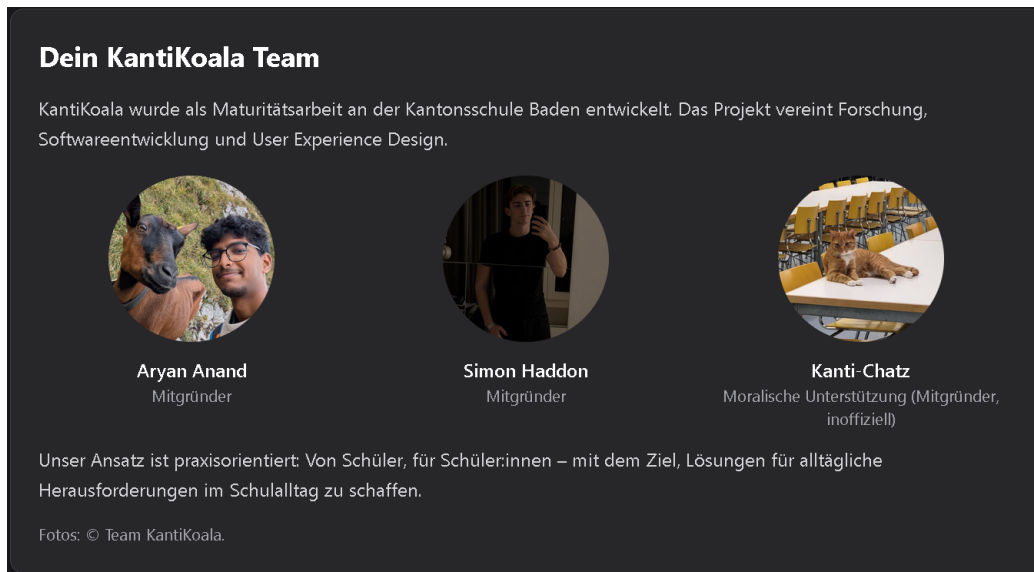 Dein KantiKoala Team
KantiKoala wurde als Maturitätsarbeit an der Kantonsschule Baden entwickelt. Das Projekt vereint Forschung,
Softwareentwicklung und User Experience Design.
Aryan Anand
Mitgründer
Simon Haddon
Mitgründer
Kanti-Chatz
Moralische Unterstützung (Mitgründer,
inoffiziell)
Unser Ansatz ist praxisorientiert: Von Schüler, für Schüler:innen – mit dem Ziel, Lösungen für alltägliche
Herausforderungen im Schulalltag zu schaffen.
Fotos: © Team KantiKoala.